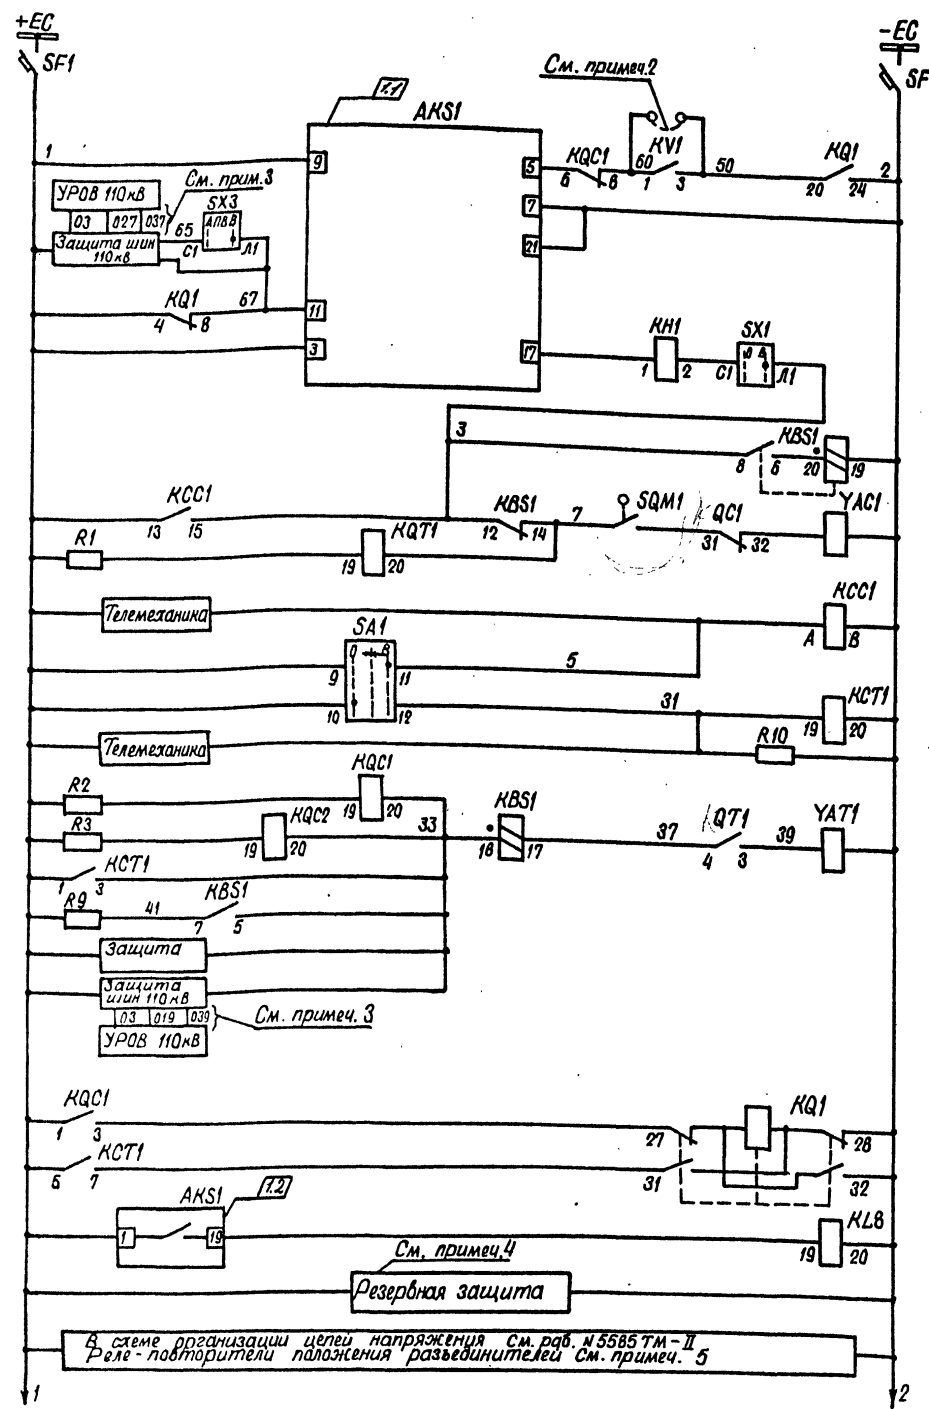 +ЕС
-ЕС
SF1
SF
См. примеч.2
1.1
AKS1
1
9
5
6
KQC1
8
60
KV1
1
3
50
KQ1
20
24
2
УРОВ 110кВ
См. прим.3
03
027
037
7
Защита шин
110кв
65
SX3
АПВ В
С1
Л1
21
KQ1
4
8
67
11
3
17
KH1
1
2
SX1
С1
Л1
3
KBS1
8
6
20
19
KCC1
13
15
KBS1
12
14
7
SQM1
QC1
31
32
YAC1
R1
KQT1
19
20
Телемеханика
KCC1
A
B
SA1
О
В
9
11
5
10
12
31
KCT1
19
20
Телемеханика
R10
R2
KQC1
19
20
R3
KQC2
19
20
33
KBS1
18
17
37
QT1
4
3
39
YAT1
KCT1
1
3
R9
41
KBS1
7
5
Защита
Защита
шин 110кВ
03
019
039
См. примеч. 3
УРОВ 110кВ
KQC1
1
3
27
KQ1
28
KCT1
6
7
31
32
AKS1
1.2
1
19
KL8
19
20
См. примеч.4
Резервная защита
В схеме организации цепей напряжения см. раб. №5585 ТМ-II
Реле-повторители положения разъединителей см. примеч. 5
1
2